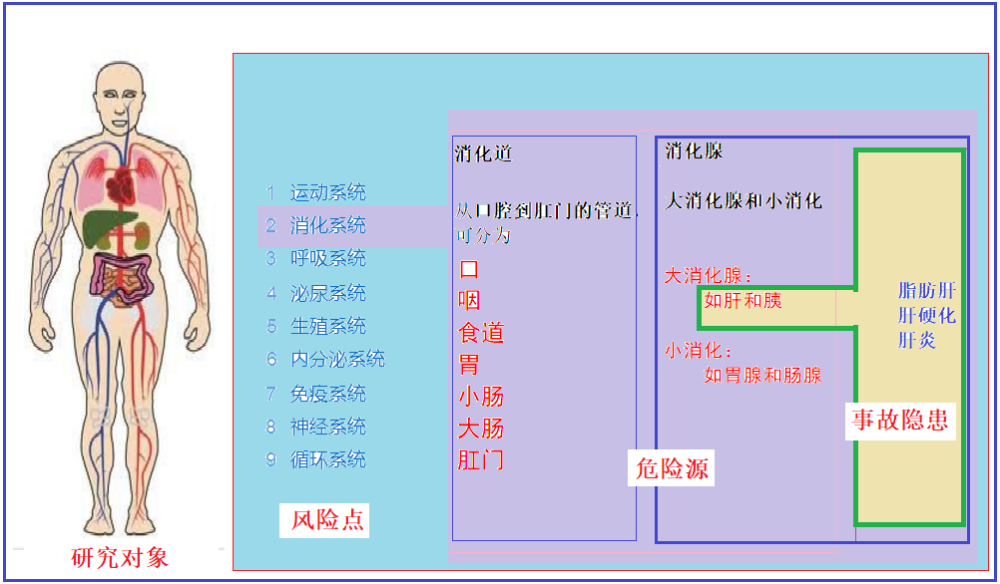 1 运动系统
2 消化系统
3 呼吸系统
4 泌尿系统
5 生殖系统
6 内分泌系统
7 免疫系统
8 神经系统
9 循环系统
风险点
研究对象
消化道
从口腔到肛门的管道,
可分为
口
咽
食道
胃
小肠
大肠
肛门
消化腺
大消化腺和小消化
大消化腺：
如肝和胰
小消化：
如胃腺和肠腺
危险源
脂肪肝
肝硬化
肝炎
事故隐患